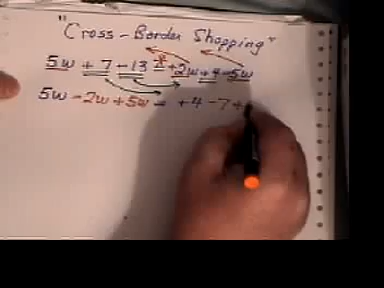 "Cross-Border Shopping"
5w + 7 - 13 = +2w + 4 - 5w
5w - 2w + 5w = +4 - 7 +